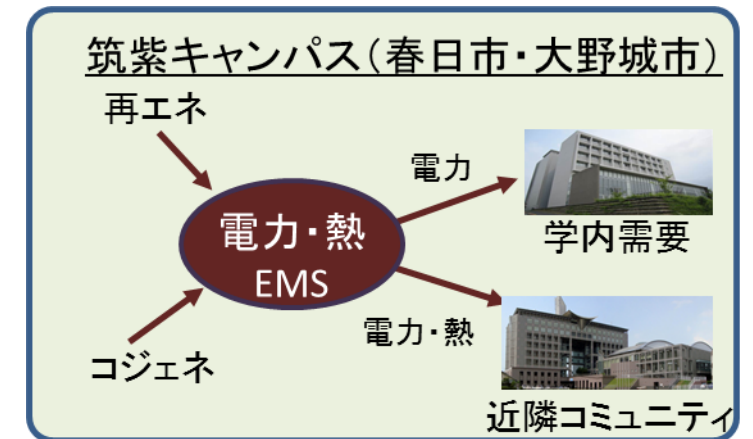 筑紫キャンパス(春日市・大野城市)
再エネ
電力
電力・熱
EMS
学内需要
電力・熱
コジェネ
近隣コミュニティ